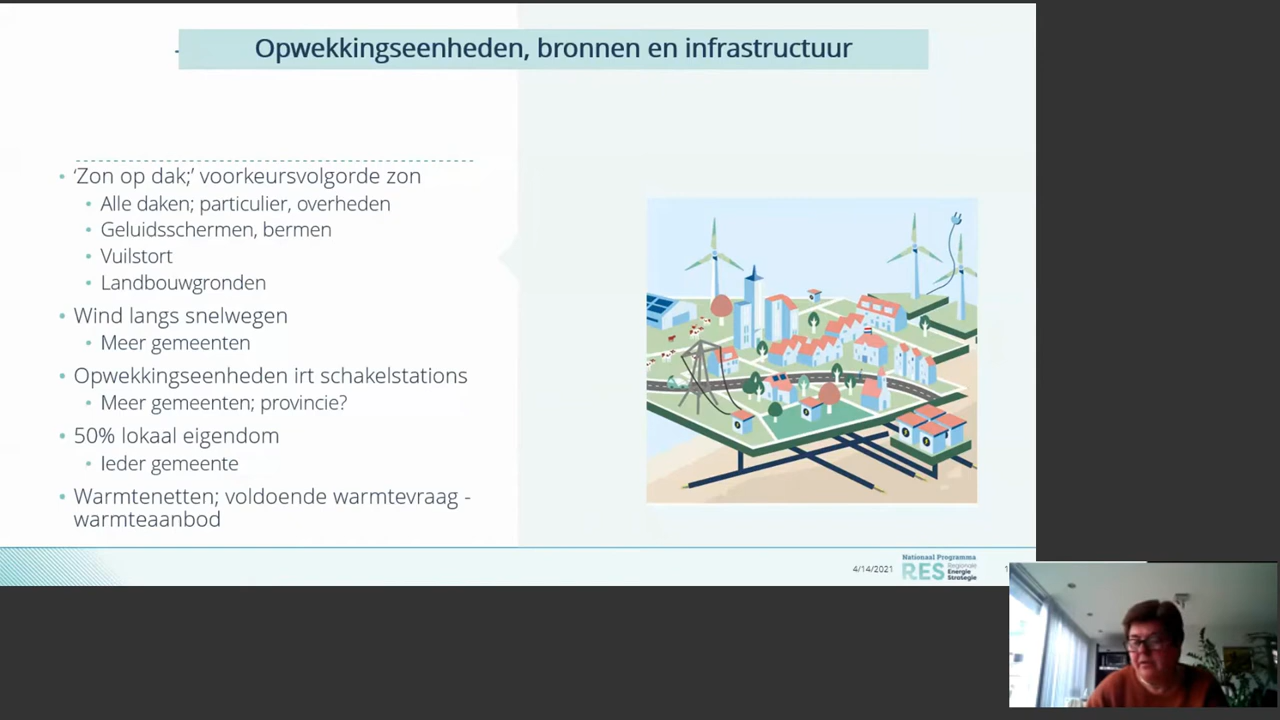 Opwekkingseenheden, bronnen en infrastructuur
• 'Zon op dak;' voorkeursvolgorde zon
• Alle daken; particulier, overheden
• Geluidsschermen, bermen
• Vuilstort
• Landbouwgronden
• Wind langs snelwegen
• Meer gemeenten
• Opwekkingseenheden irt schakelstations
• Meer gemeenten; provincie?
• 50% lokaal eigendom
• Ieder gemeente
• Warmtenetten; voldoende warmtevraag -
warmteaanbod
4/14/2021
Nationaal Programma
RES Regionale
Energie
Strategie